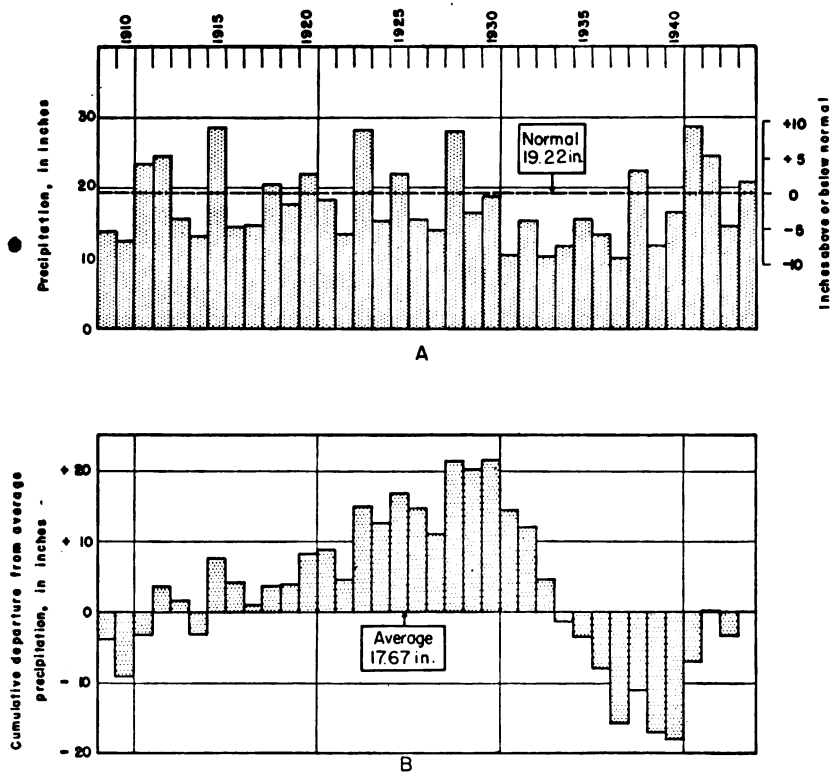 1910 1915 1920 1925 1930 1935 1940
Precipitation, in inches
30
20
10
0
Normal
19.22 in.
+10
+5
0
-5
-10
Inches above or below normal
A
Cumulative departure from average
precipitation, in inches -
+ 20
+ 10
0
- 10
- 20
Average
17.67 in.
B